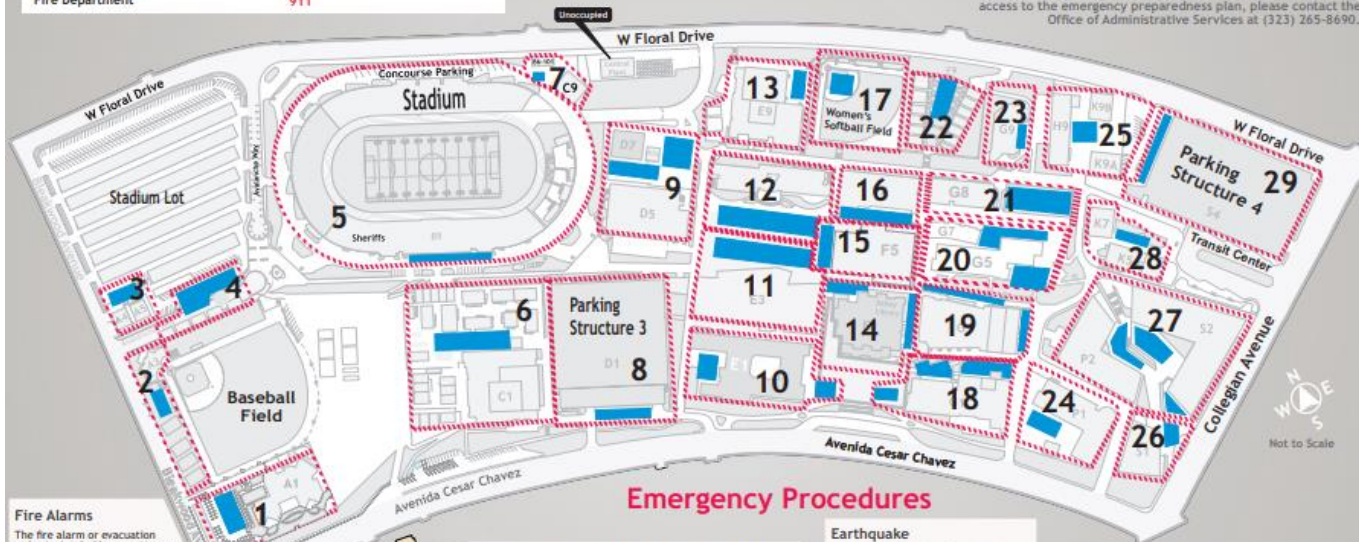 Fire Department
911
access to the emergency preparedness plan, please contact the
Office of Administrative Services at (323) 265-8690.
Unoccupied
W Floral Drive
Central
Plant
W Floral Drive
Concourse Parking
Stadium
7
C9
13
E9
17
Women's
Softball Field
22
23
G9
H9
K9B
25
K9A
W Floral Drive
Parking
Structure 4
29
Avalanche Way
Stadium Lot
5
Sheriffs
D7
9
D5
12
16
G8
21
K7
Transit Center
15
F5
G7
20
G5
28
3
4
6
Parking
Structure 3
11
E3
14
19
27
S2
P2
Collegian Avenue
2
Baseball
Field
C1
D1
8
E1
10
18
24
P1
26
S1
N
W
E
S
Not to Scale
A1
1
Avenida Cesar Chavez
Avenida Cesar Chavez
Emergency Procedures
Fire Alarms
The fire alarm or evacuation
Earthquake